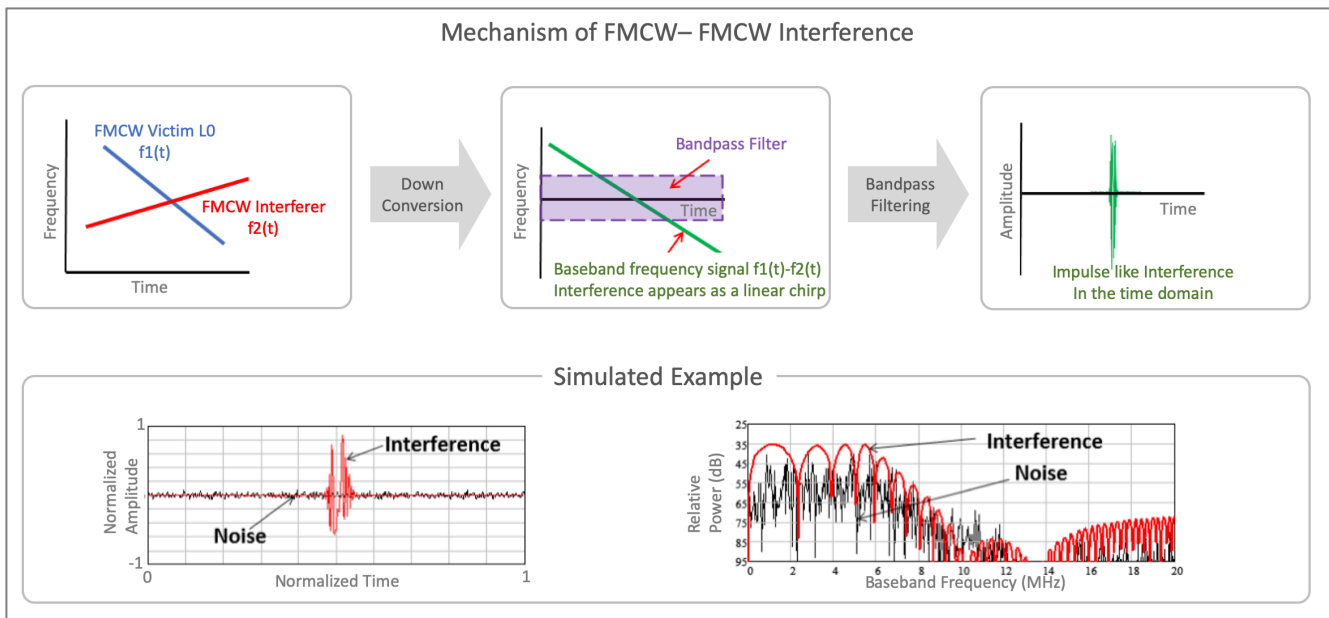 Mechanism of FMCW– FMCW Interference
Frequency
FMCW Victim L0
f1(t)
FMCW Interferer
f2(t)
Time
Down
Conversion
Frequency
Bandpass Filter
Time
Baseband frequency signal f1(t)-f2(t)
Interference appears as a linear chirp
Bandpass
Filtering
Amplitude
Time
Impulse like Interference
In the time domain
Simulated Example
Normalized
Amplitude
1
-1
Interference
Noise
0
Normalized Time
1
Relative
Power (dB)
25
35
45
55
65
75
85
95
Interference
Noise
0 2 4 6 8 10 12 14 16 18 20
Baseband Frequency (MHz)